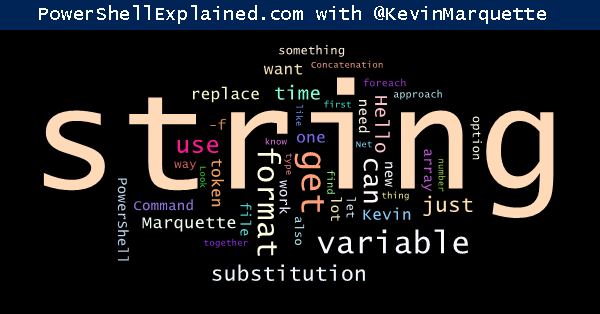 PowerShellExplained.com with @KevinMarquette
something
want
Concatenation
foreach
replace
time
first
approach
string
like
need
Hello
option
-f
use
know
one
Net
way
Look
token
format
type
get
can
new
array
number
PowerShell
Command
work
find
lot
let
thing
Kevin
just
Marquette
file
also
together
variable
substitution